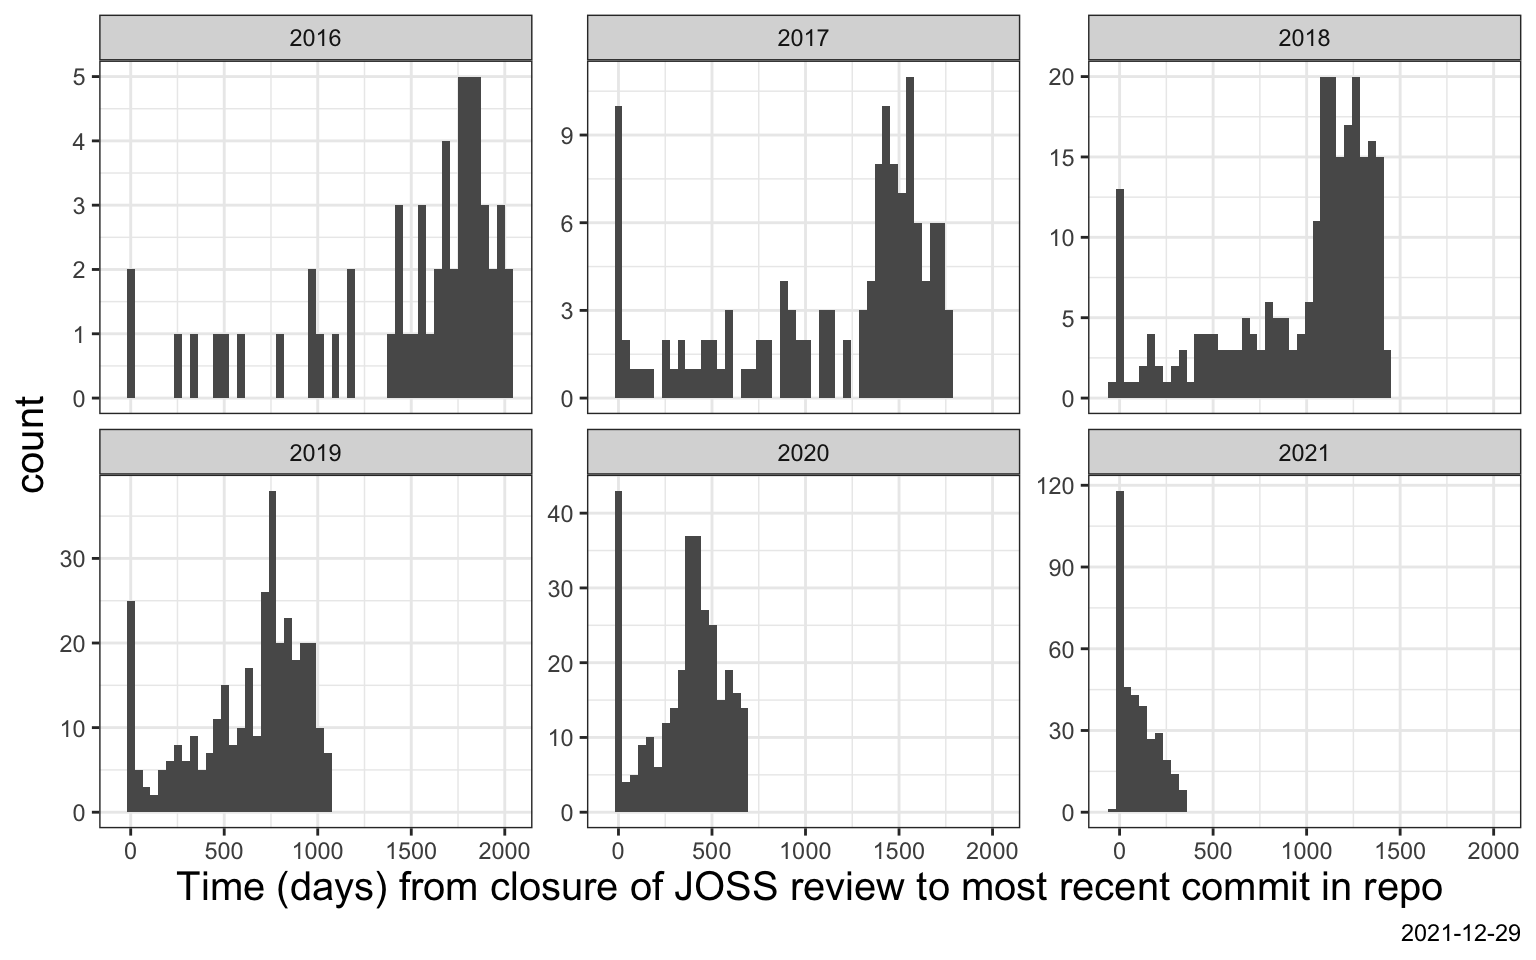 2016 2017 2018
5 4 3 2 1 0
9 6 3 0
20 15 10 5 0
count
2019 2020 2021
30 20 10 0
40 30 20 10 0
120 90 60 30 0
0 500 1000 1500 2000 0 500 1000 1500 2000 0 500 1000 1500 2000
Time (days) from closure of JOSS review to most recent commit in repo
2021-12-29